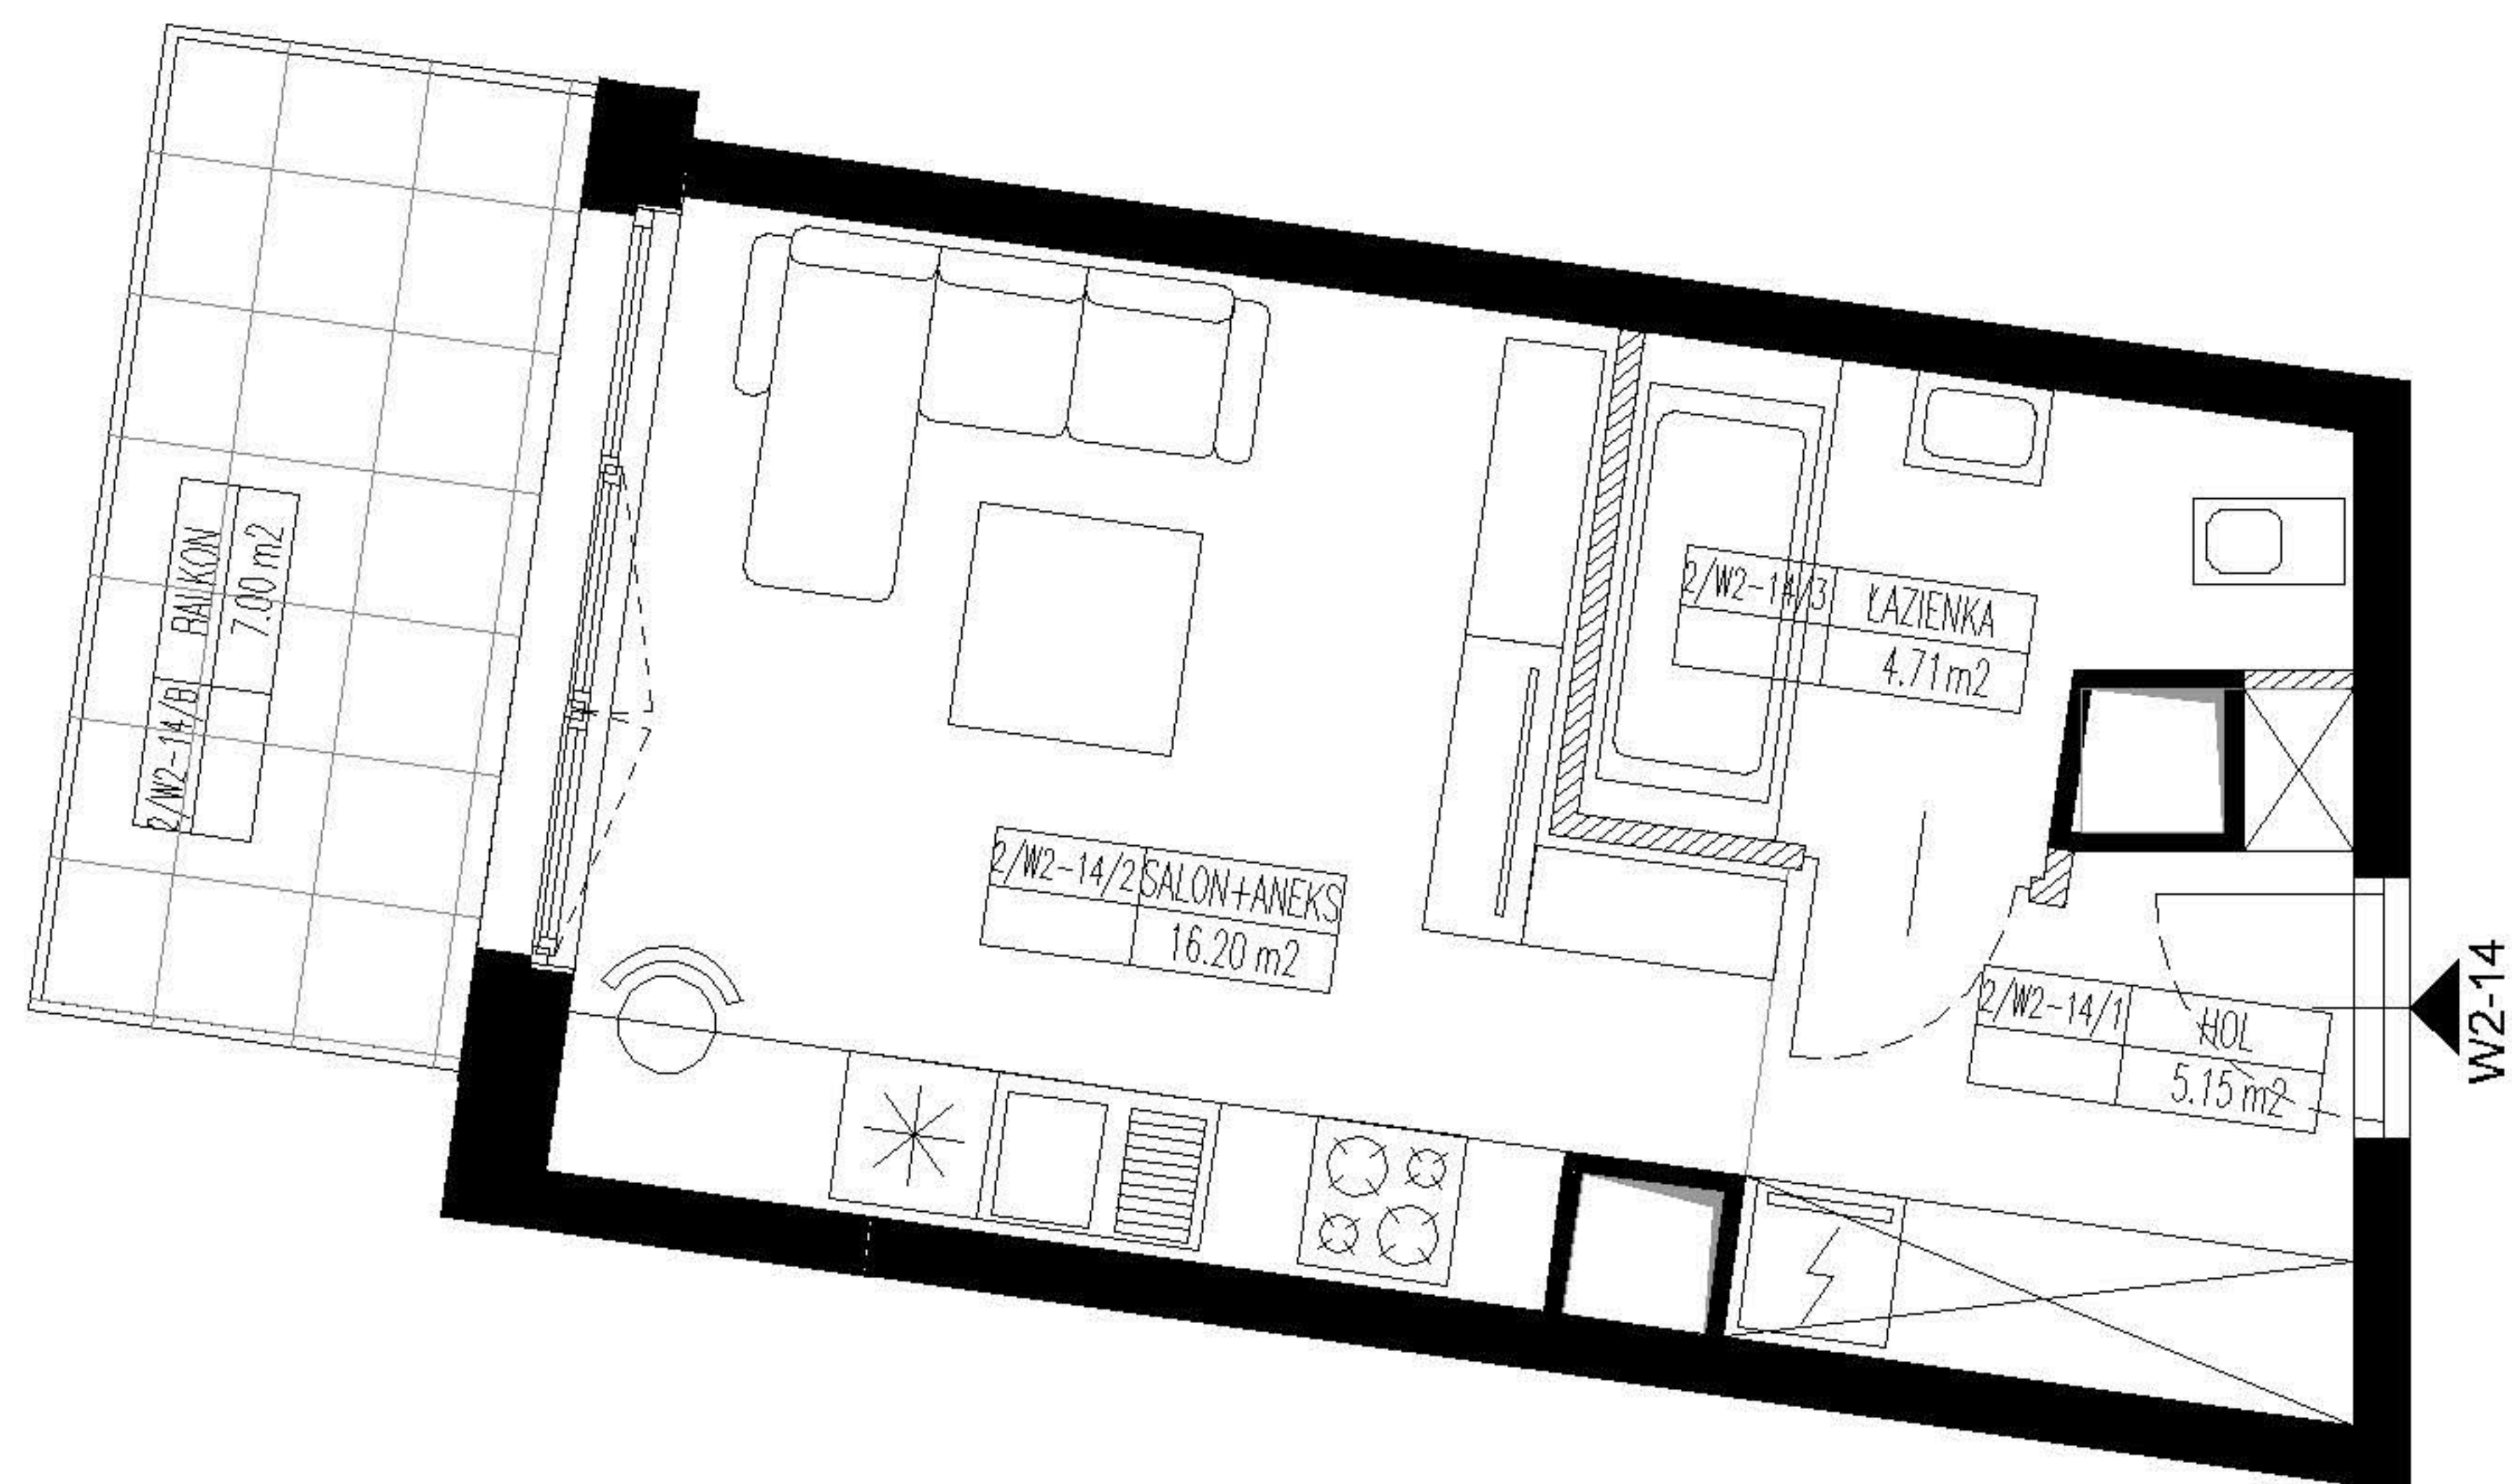 2/W2-14/B BALKON
7.00 m2
2/W2-14/2 SALON+ANEKS
16.20 m2
2/W2-14/3 ŁAZIENKA
4.71 m2
2/W2-14/1 HOL
5.15 m2
W2-14